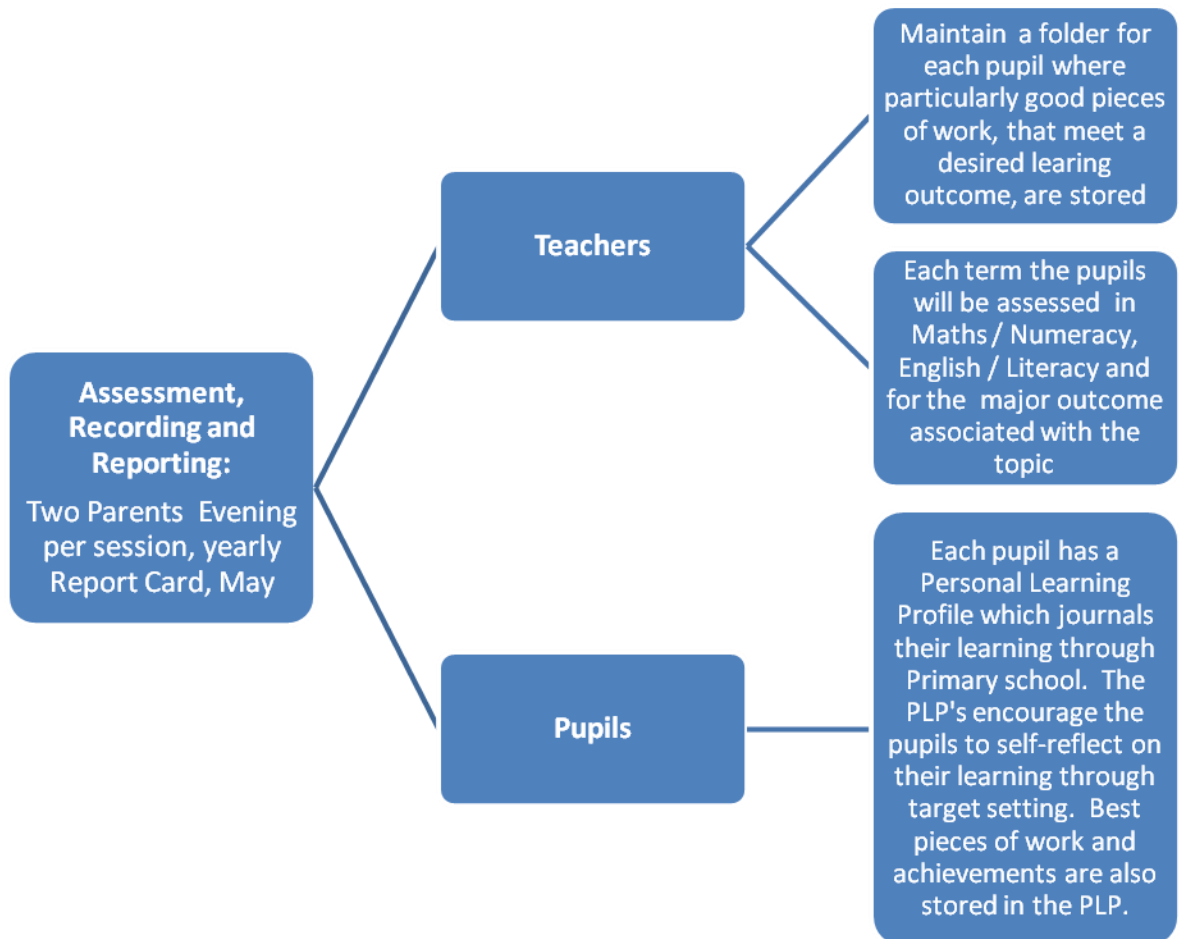 Assessment,
Recording and
Reporting:
Two Parents Evening
per session, yearly
Report Card, May
Teachers
Maintain a folder for
each pupil where
particularly good pieces
of work, that meet a
desired learing
outcome, are stored
Each term the pupils
will be assessed in
Maths / Numeracy,
English / Literacy and
for the major outcome
associated with the
topic
Pupils
Each pupil has a
Personal Learning
Profile which journals
their learning through
Primary school. The
PLP's encourage the
pupils to self-reflect on
their learning through
target setting. Best
pieces of work and
achievements are also
stored in the PLP.